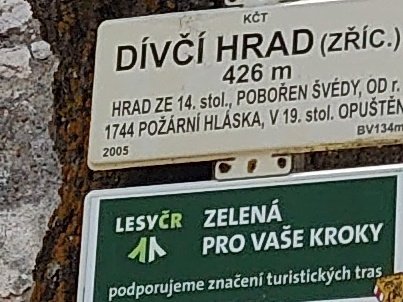 KČT
DÍVČÍ HRAD (ZŘÍC.)
426 m
HRAD ZE 14. stol., POBOŘEN ŠVÉDY, OD r.
1744 POŽÁRNÍ HLÁSKA, V 19. stol. OPUŠTĚN
2005 BV134m
LESYČR ZELENÁ
PRO VAŠE KROKY
podporujeme značení turistických tras